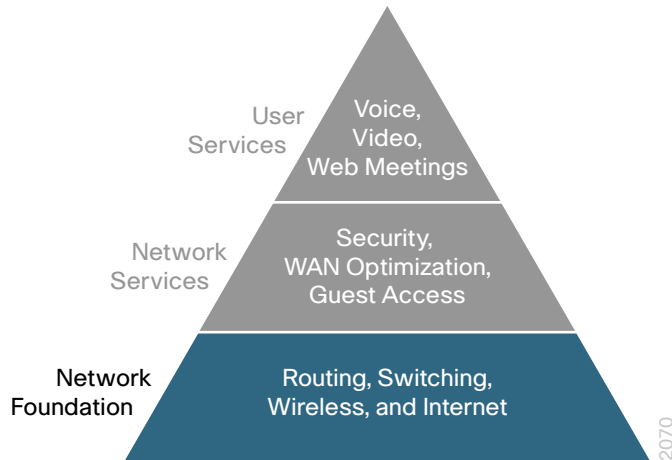 User
Services
Voice,
Video,
Web Meetings
Network
Services
Security,
WAN Optimization,
Guest Access
Network
Foundation
Routing, Switching,
Wireless, and Internet
2070